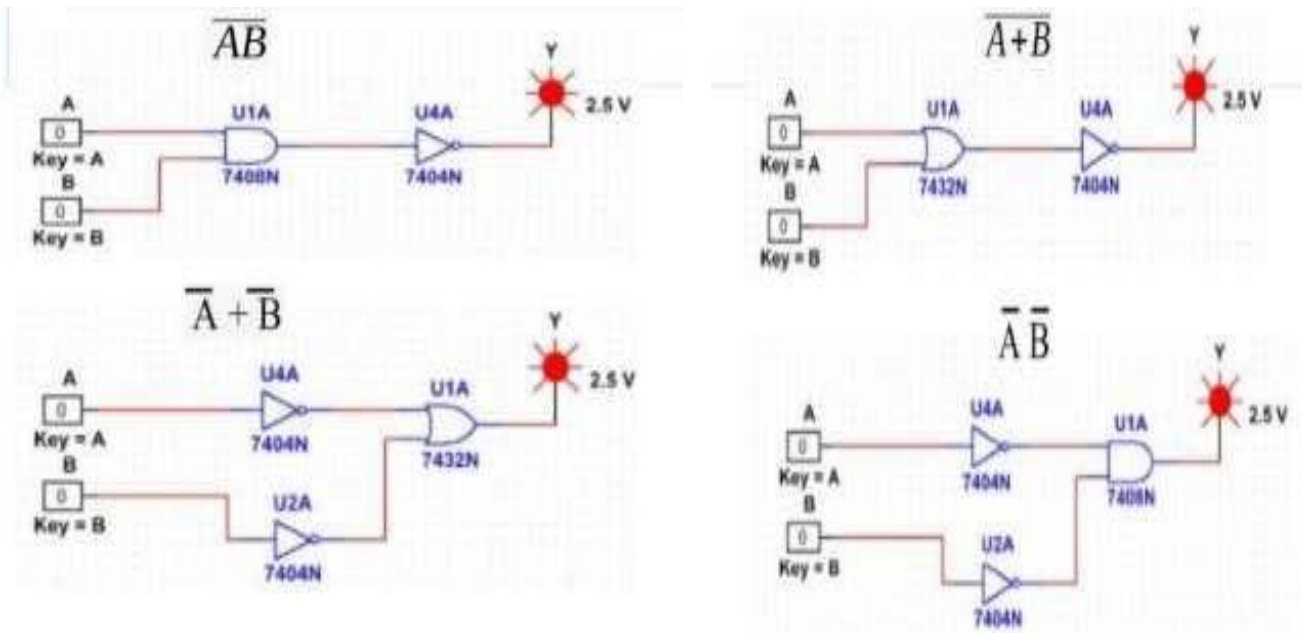 A̅B̅
Y
A
U1A
U4A
2.5 V
0
Key = A
7408N
7404N
B
0
Key = B
A̅+̅B̅
Y
A
U1A
U4A
2.5 V
0
Key = A
7432N
7404N
B
0
Key = B
A̅ + B̅
Y
A
U4A
U1A
2.5 V
0
Key = A
7404N
7432N
B
0
U2A
Key = B
7404N
A̅ B̅
Y
A
U4A
U1A
2.5 V
0
Key = A
7404N
7408N
B
0
U2A
Key = B
7404N